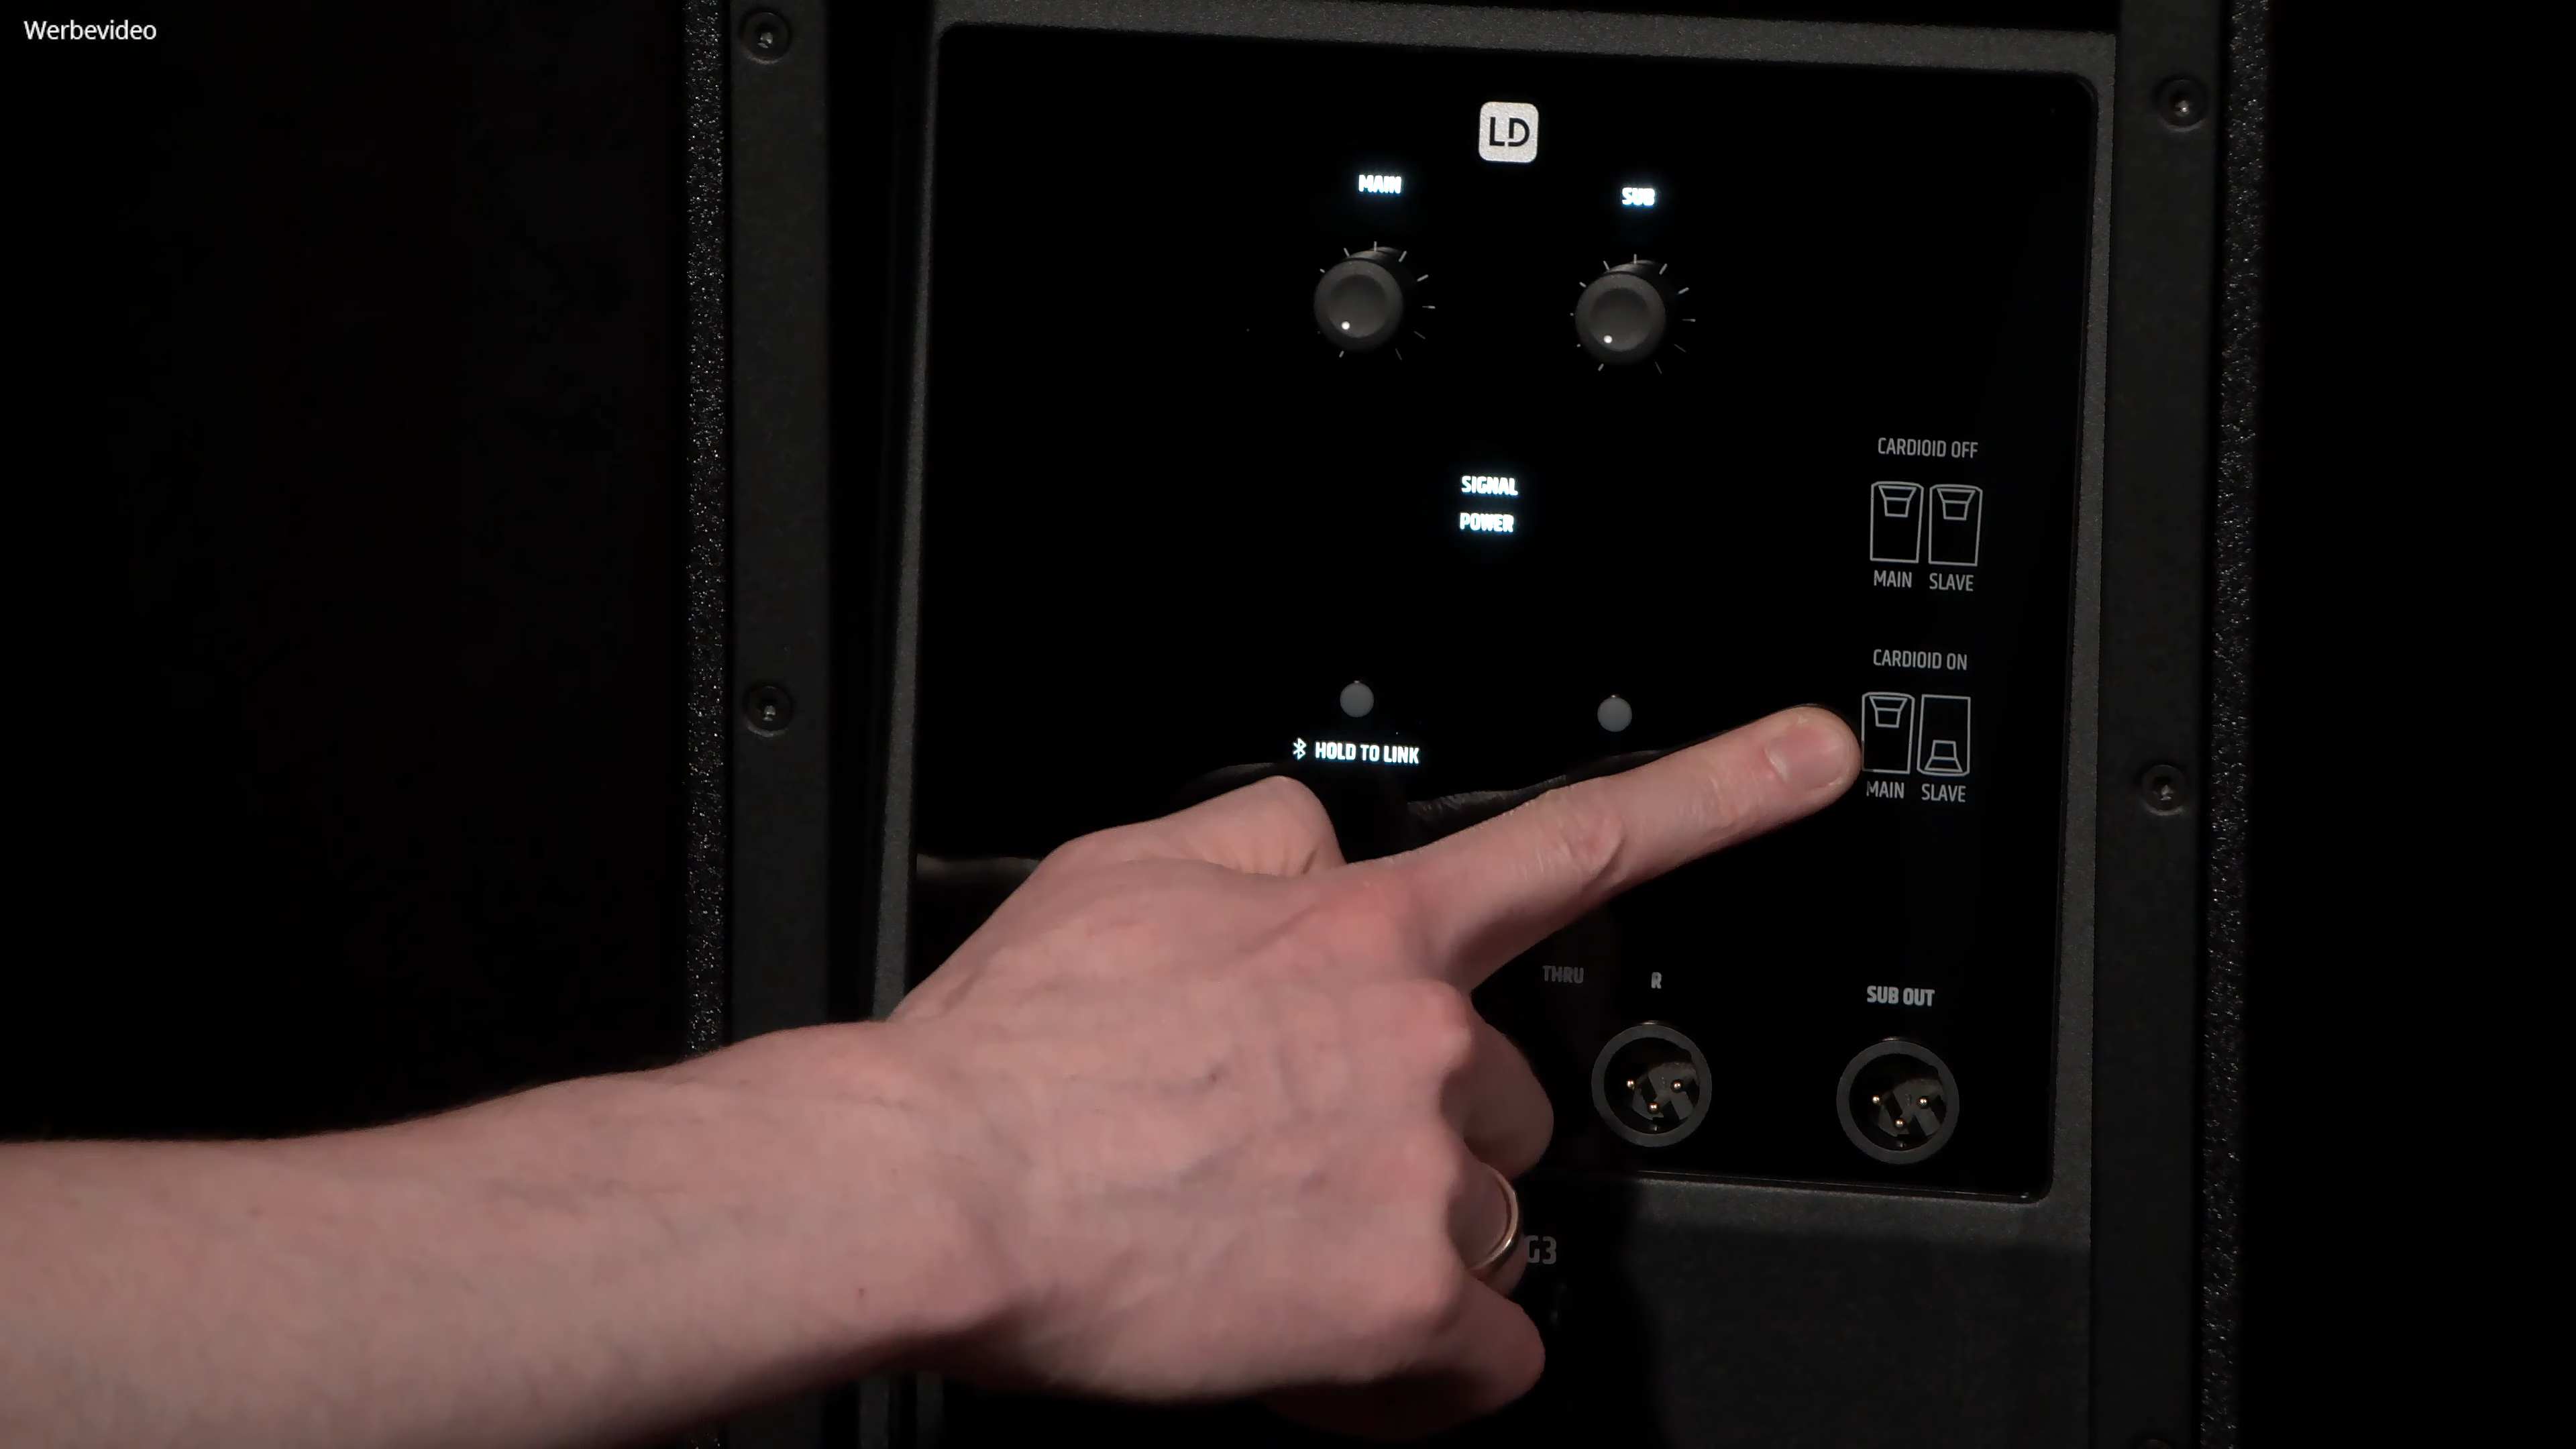 Werbevideo
LD
MAIN
SUB
SIGNAL
POWER
CARDIOID OFF
MAIN SLAVE
CARDIOID ON
MAIN SLAVE
HOLD TO LINK
THRU
R
SUB OUT
G3